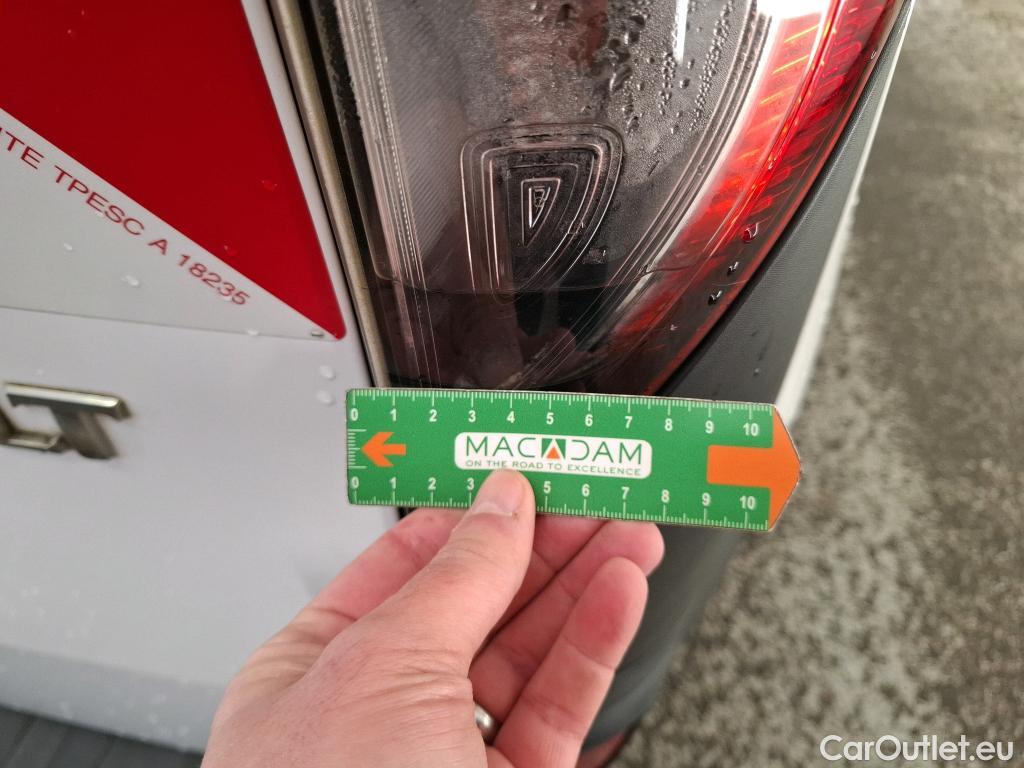 TPESC A 18235
LT
0 1 2 3 4 5 6 7 8 9 10
MACADAM
ON THE ROAD TO EXCELLENCE
0 1 2 3 5 6 7 8 9 10
CarOutlet.eu